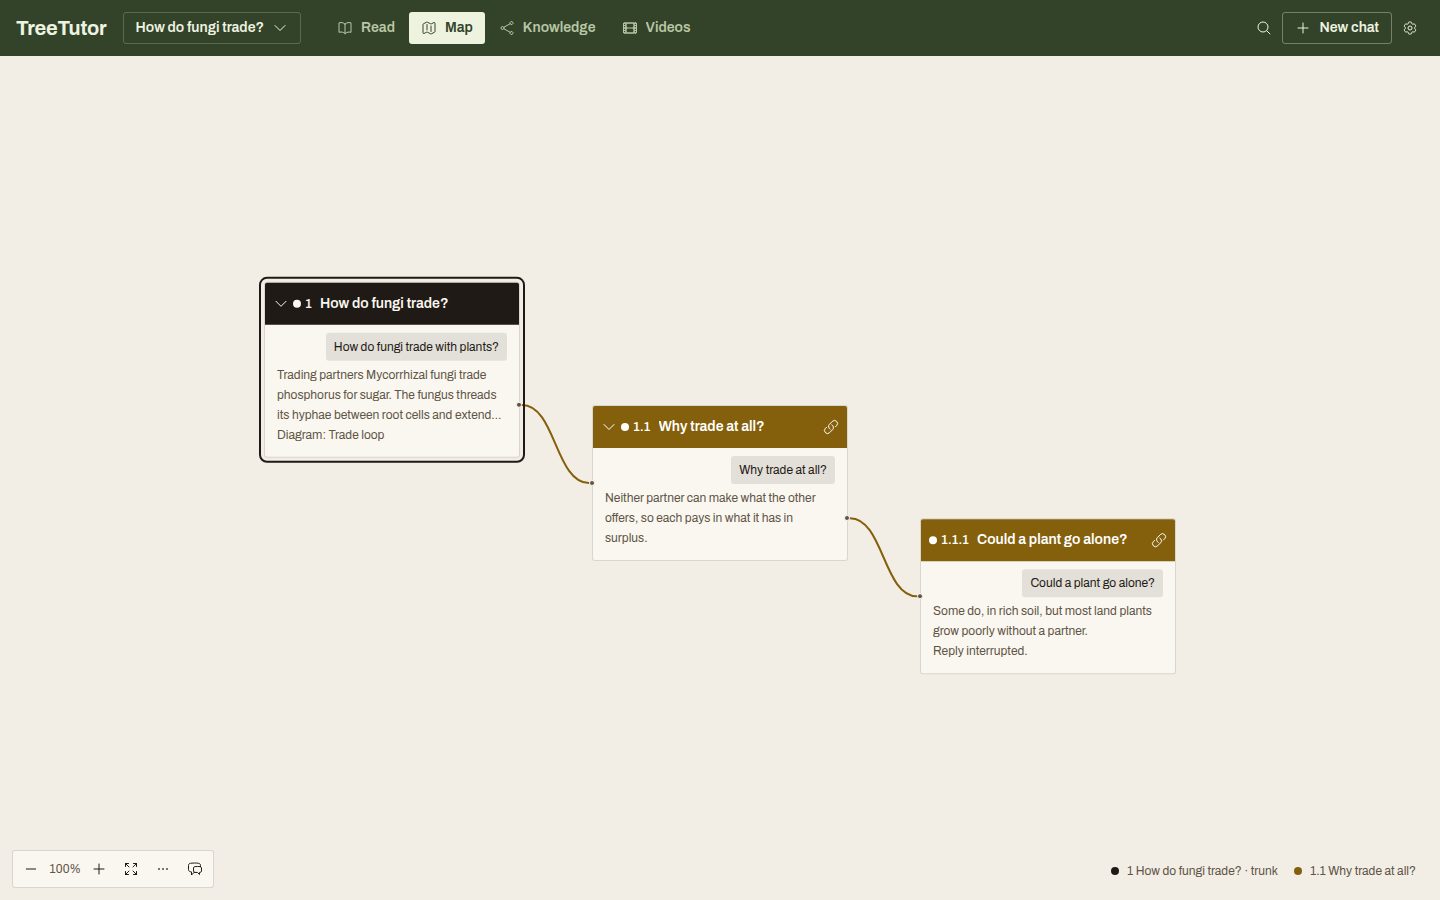 TreeTutor
How do fungi trade?
Read
Map
Knowledge
Videos
New chat
1 How do fungi trade?
How do fungi trade with plants?
Trading partners Mycorrhizal fungi trade
phosphorus for sugar. The fungus threads
its hyphae between root cells and extend…
Diagram: Trade loop
1.1 Why trade at all?
Why trade at all?
Neither partner can make what the other
offers, so each pays in what it has in
surplus.
1.1.1 Could a plant go alone?
Could a plant go alone?
Some do, in rich soil, but most land plants
grow poorly without a partner.
Reply interrupted.
100%
1 How do fungi trade? · trunk
1.1 Why trade at all?